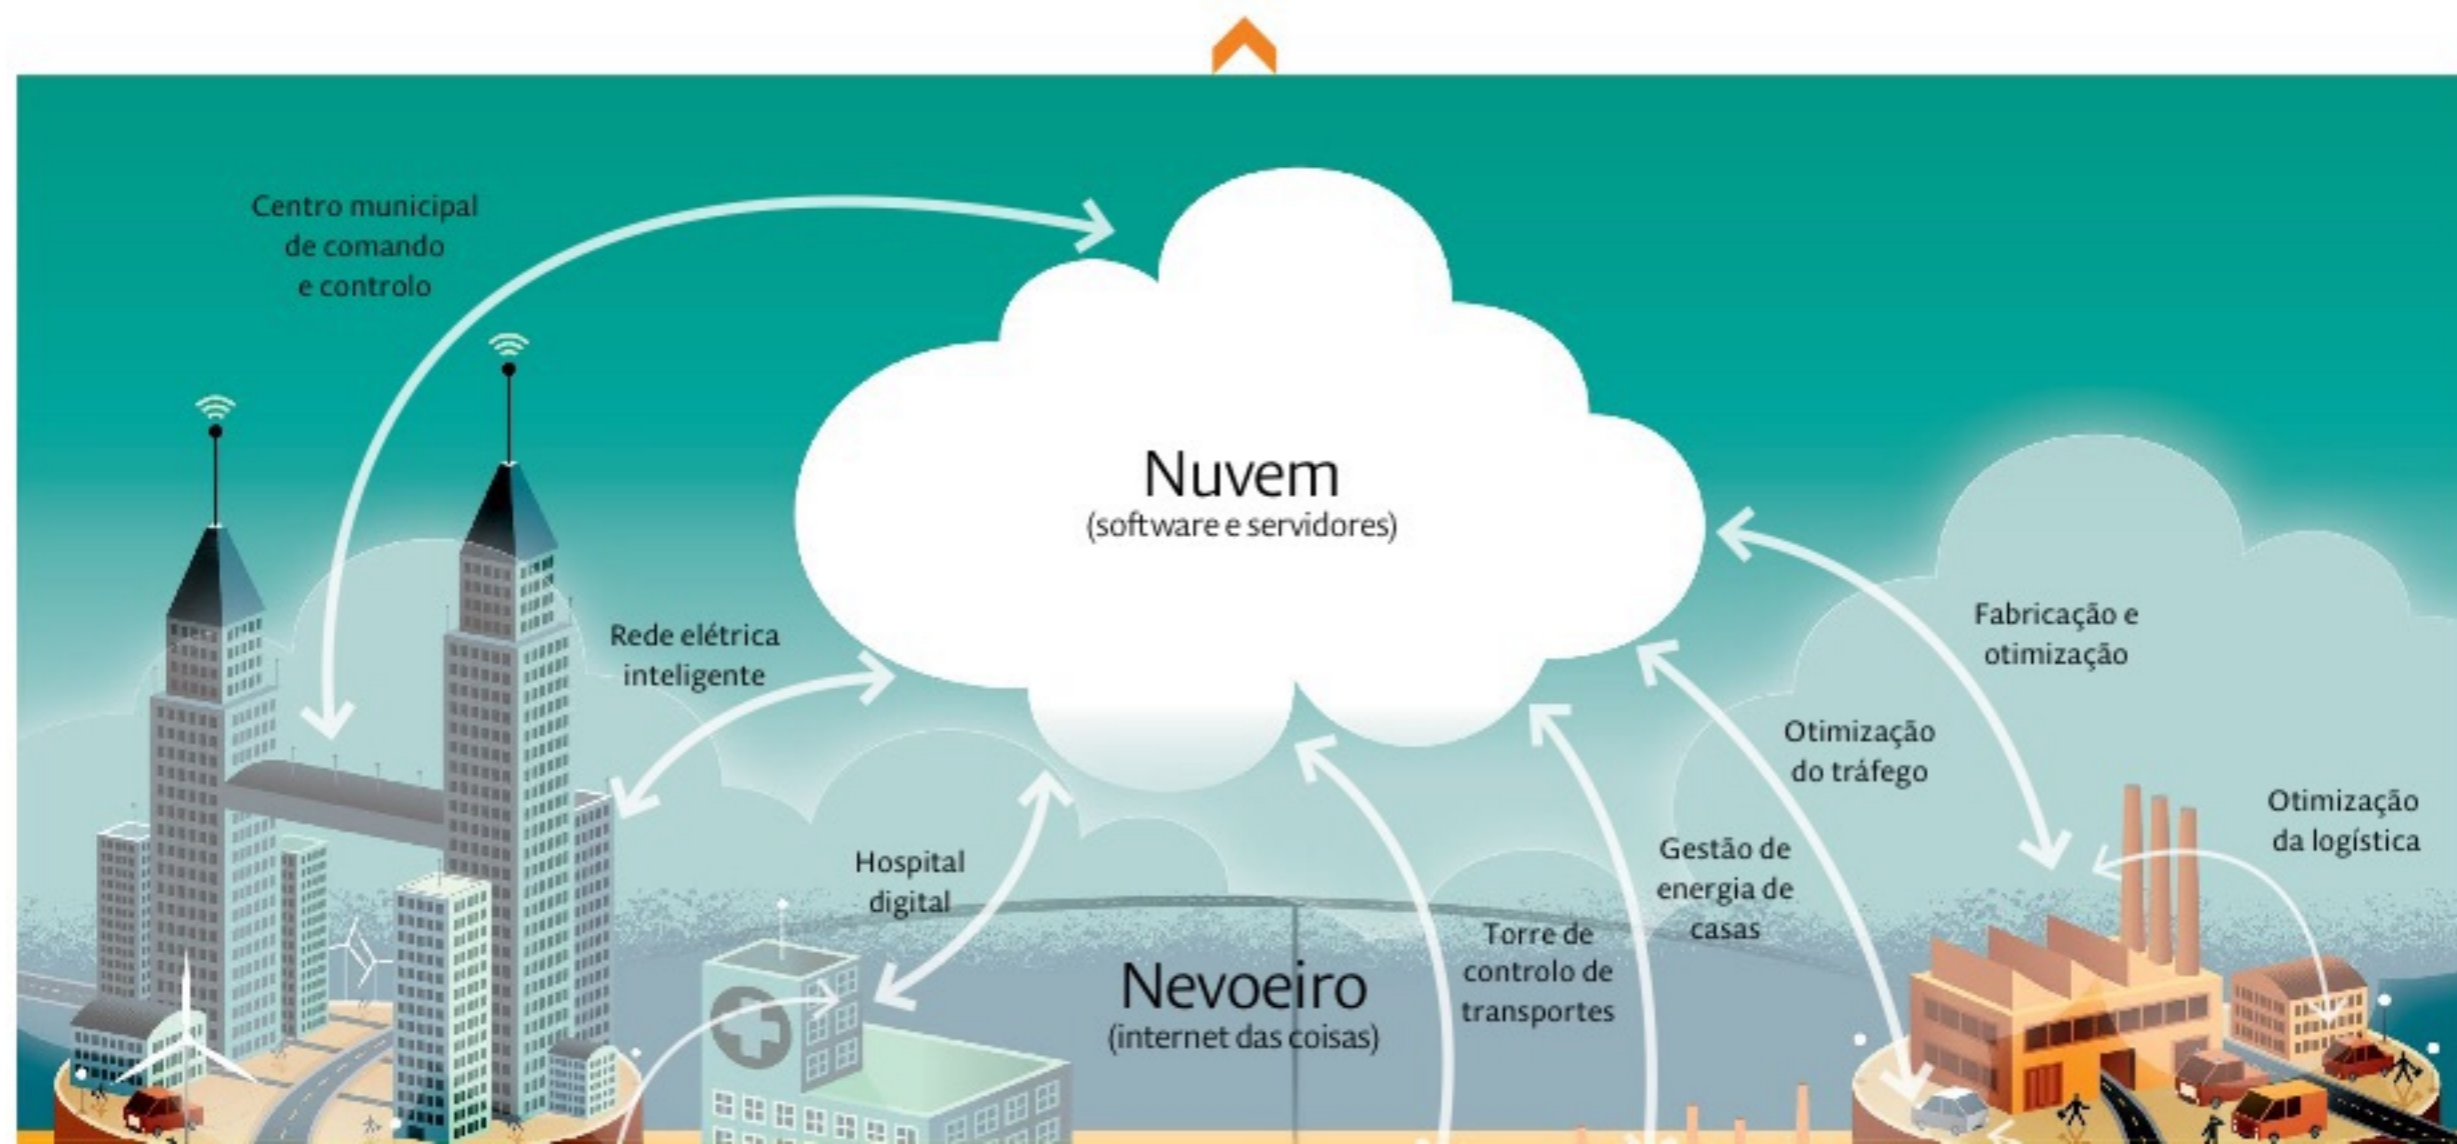 Centro municipal
de comando
e controlo
Nuvem
(software e servidores)
Rede elétrica
inteligente
Fabricação e
otimização
Otimização
do tráfego
Otimização
da logística
Hospital
digital
Gestão de
energia de
casas
Torre de
controlo de
transportes
Nevoeiro
(internet das coisas)